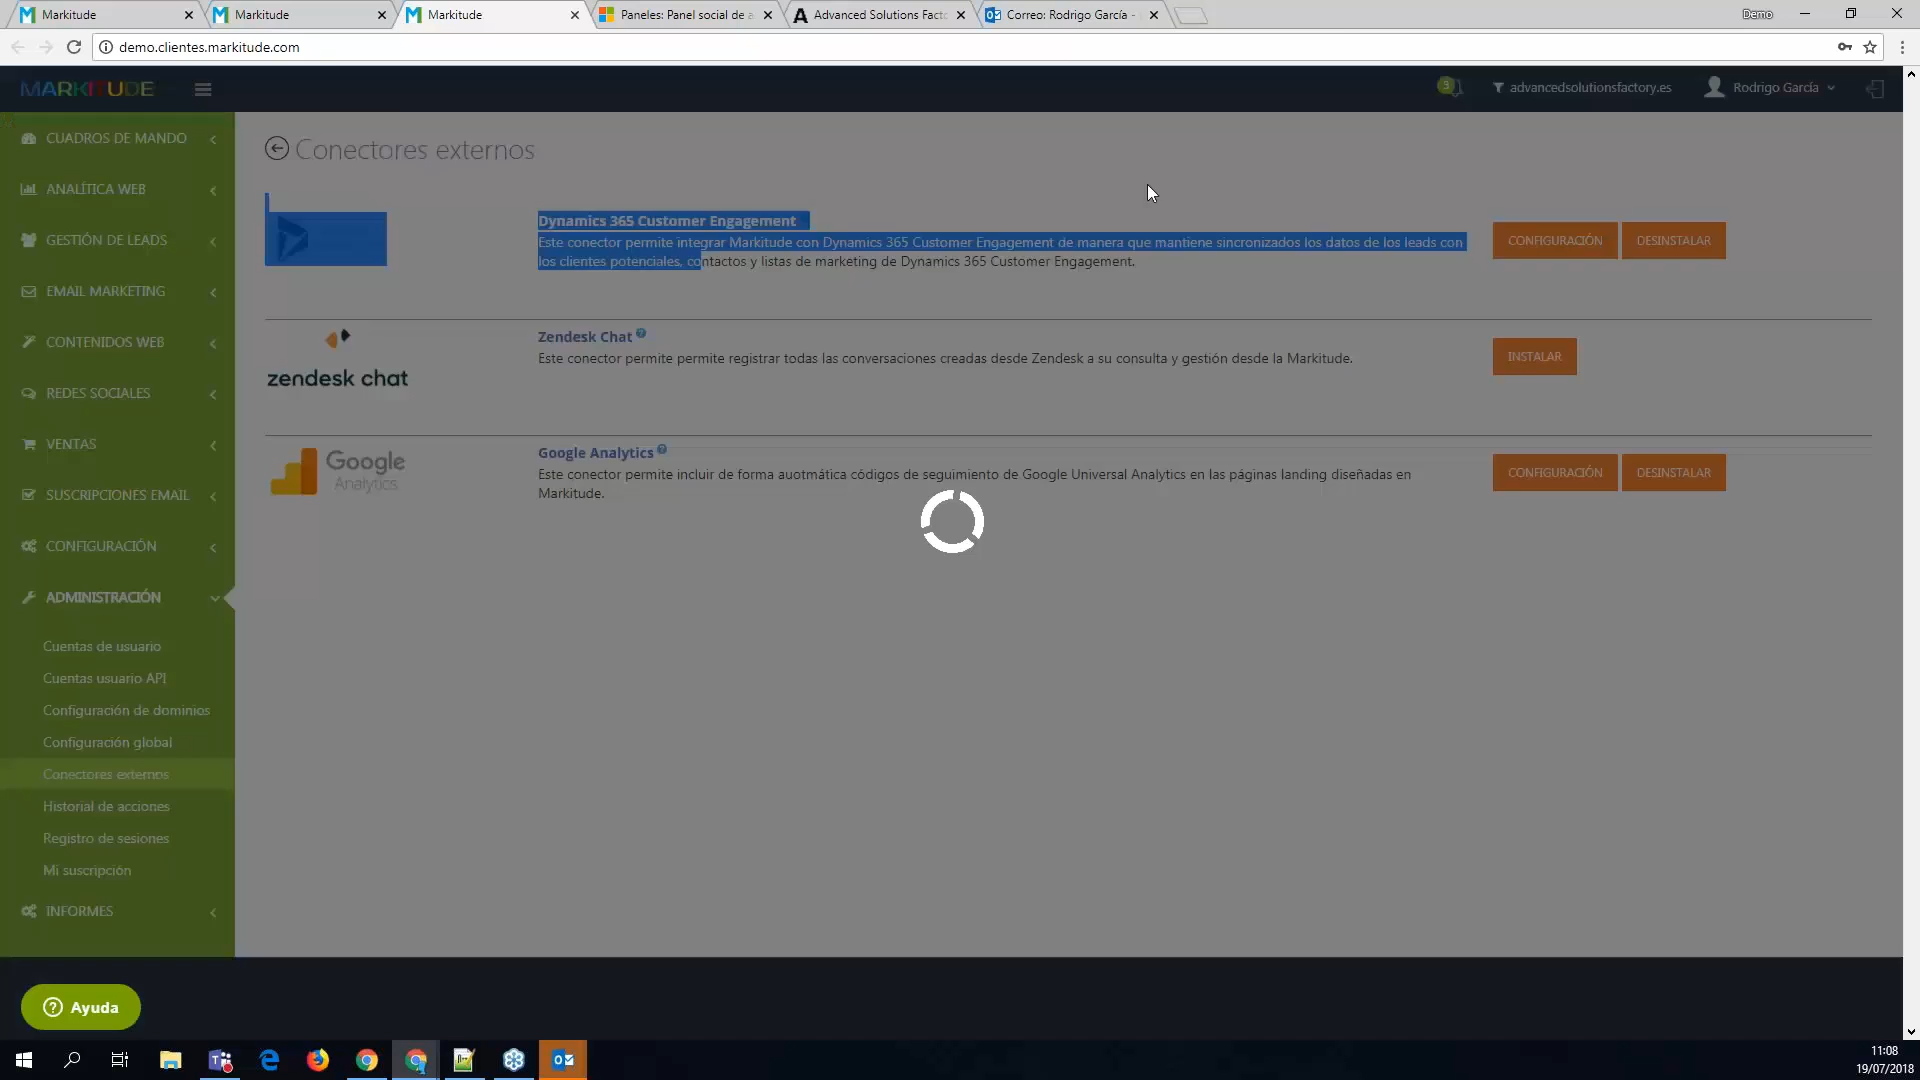 Markitude
Markitude
Markitude
Paneles: Panel social de a
Advanced Solutions Facto
Correo: Rodrigo García -
Demo
demo.clientes.markitude.com
MARKITUDE
3
advancedsolutionsfactory.es
Rodrigo García
CUADROS DE MANDO
ANALÍTICA WEB
GESTIÓN DE LEADS
EMAIL MARKETING
CONTENIDOS WEB
REDES SOCIALES
VENTAS
SUSCRIPCIONES EMAIL
CONFIGURACIÓN
ADMINISTRACIÓN
Cuentas de usuario
Cuentas usuario API
Configuración de dominios
Configuración global
Conectores externos
Historial de acciones
Registro de sesiones
Mi suscripción
INFORMES
Conectores externos
Dynamics 365 Customer Engagement
Este conector permite integrar Markitude con Dynamics 365 Customer Engagement de manera que mantiene sincronizados los datos de los leads con
los clientes potenciales, contactos y listas de marketing de Dynamics 365 Customer Engagement.
CONFIGURACIÓN
DESINSTALAR
zendesk chat
Zendesk Chat
Este conector permite permite registrar todas las conversaciones creadas desde Zendesk a su consulta y gestión desde la Markitude.
INSTALAR
Google
Analytics
Google Analytics
Este conector permite incluir de forma auotmática códigos de seguimiento de Google Universal Analytics en las páginas landing diseñadas en
Markitude.
CONFIGURACIÓN
DESINSTALAR
Ayuda
11:08
19/07/2018